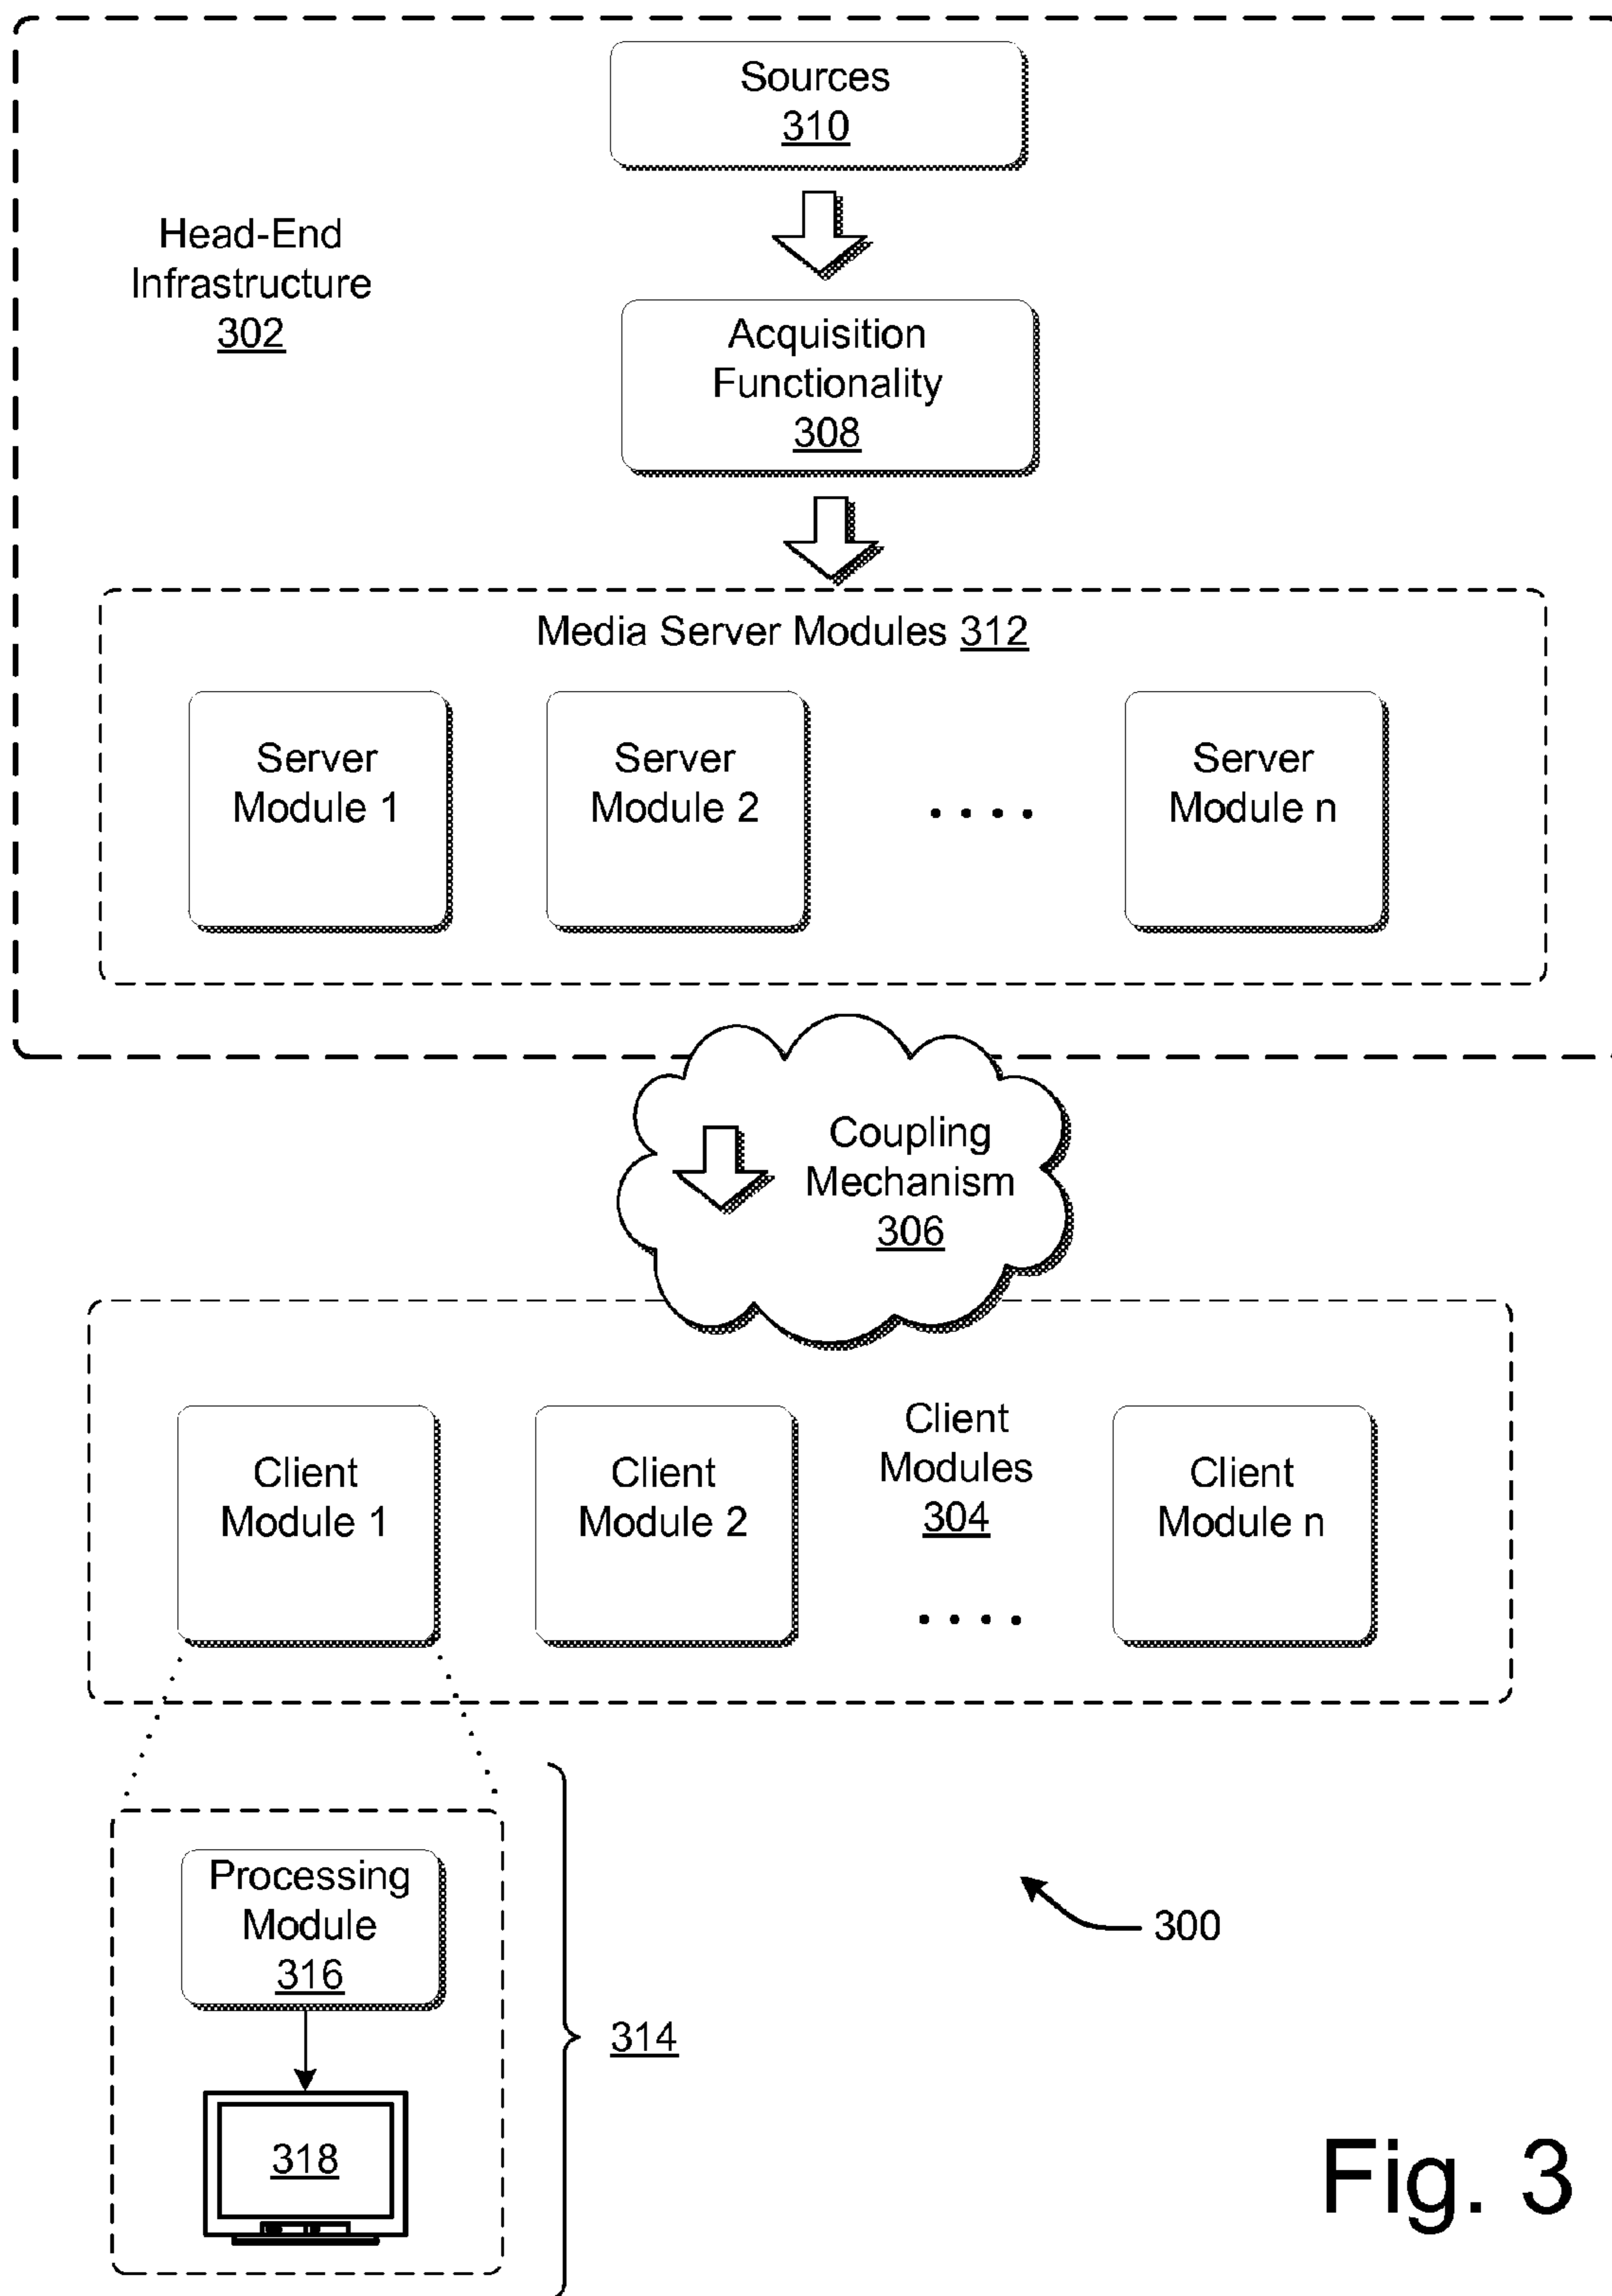 Sources
310
Head-End
Infrastructure
302
Acquisition
Functionality
308
Media Server Modules 312
Server
Module 1
Server
Module 2
. . . .
Server
Module n
Coupling
Mechanism
306
Client
Module 1
Client
Module 2
Client
Modules
304
. . . .
Client
Module n
Processing
Module
316
318
314
300
Fig. 3